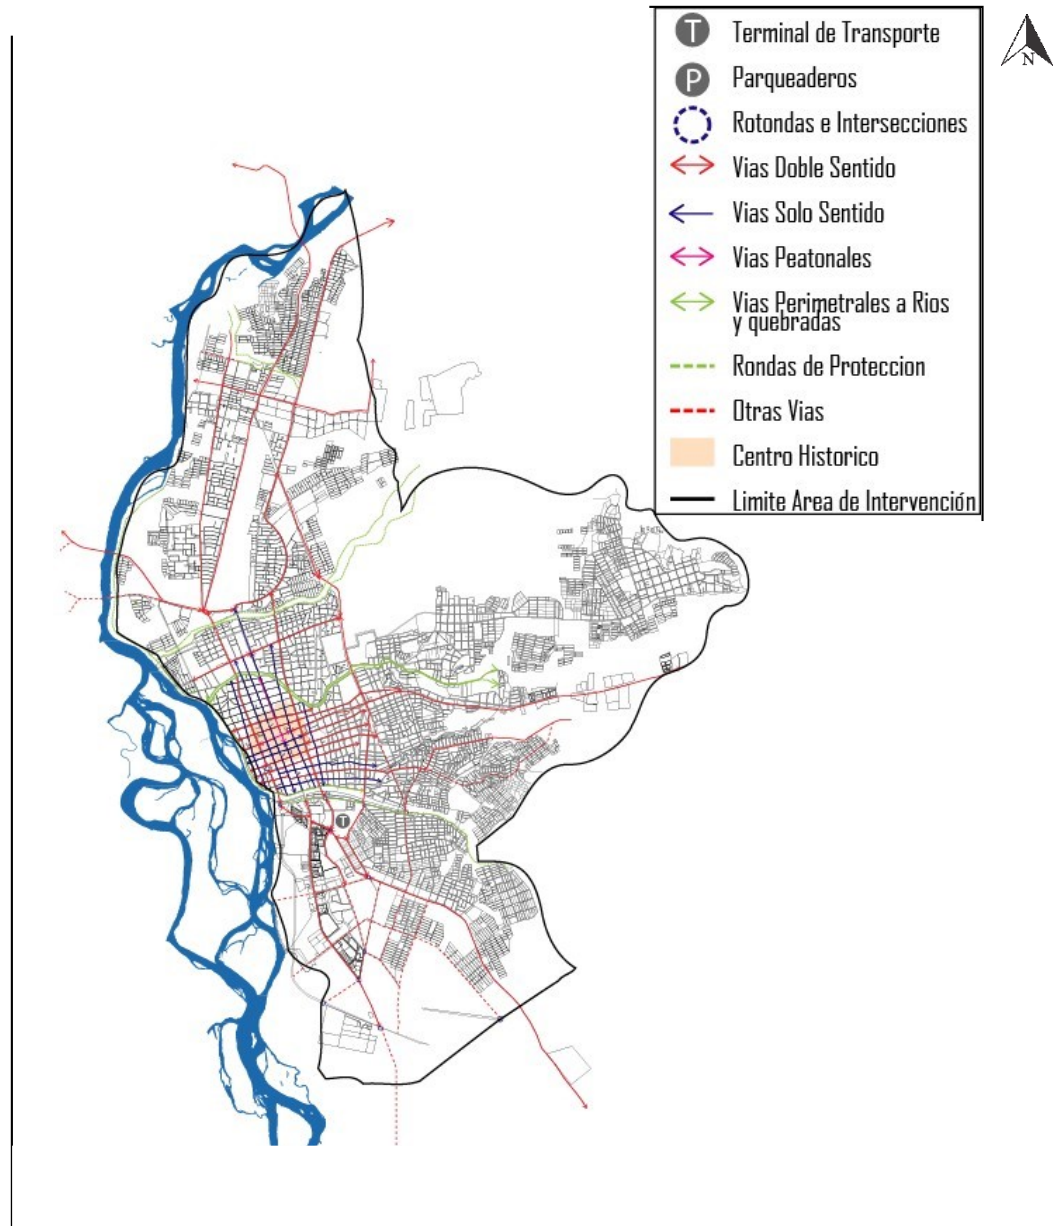 T Terminal de Transporte
N
P Parqueaderos
Rotondas e Intersecciones
Vias Doble Sentido
Vias Solo Sentido
Vias Peatonales
Vias Perimetrales a Rios
y quebradas
Rondas de Proteccion
Otras Vias
Centro Historico
Limite Area de Intervención
T